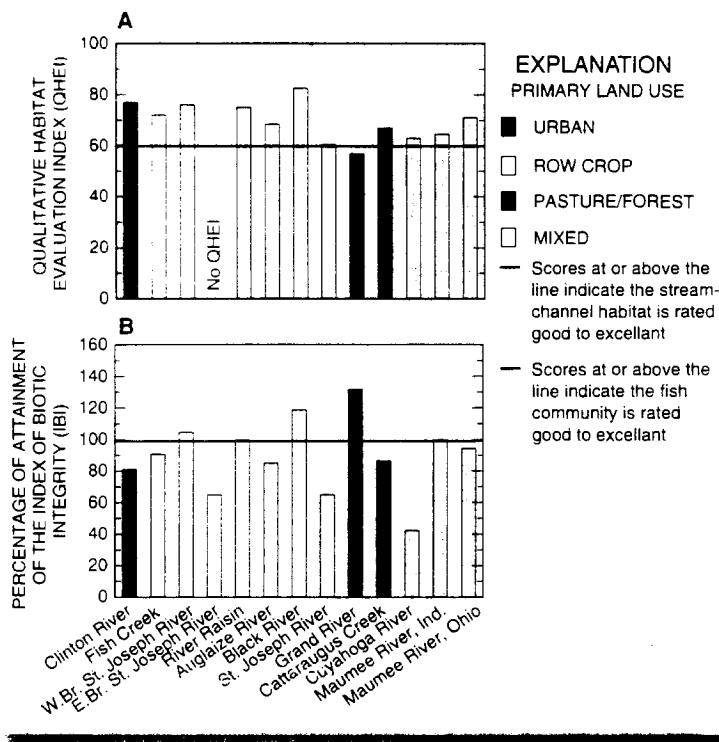 A
QUALITATIVE HABITAT
EVALUATION INDEX (QHEI)
100
80
60
40
20
0
No QHEI
B
PERCENTAGE OF ATTAINMENT
OF THE INDEX OF BIOTIC
INTEGRITY (IBI)
160
140
120
100
80
60
40
20
0
Clinton River
Fish Creek
W.Br. St. Joseph River
E.Br. St. Joseph River
River Raisin
Auglaize River
Black River
St. Joseph River
Grand River
Cattaraugus Creek
Cuyahoga River
Maumee River, Ind.
Maumee River, Ohio
EXPLANATION
PRIMARY LAND USE
URBAN
ROW CROP
PASTURE/FOREST
MIXED
Scores at or above the
line indicate the stream-
channel habitat is rated
good to excellant
Scores at or above the
line indicate the fish
community is rated
good to excellant